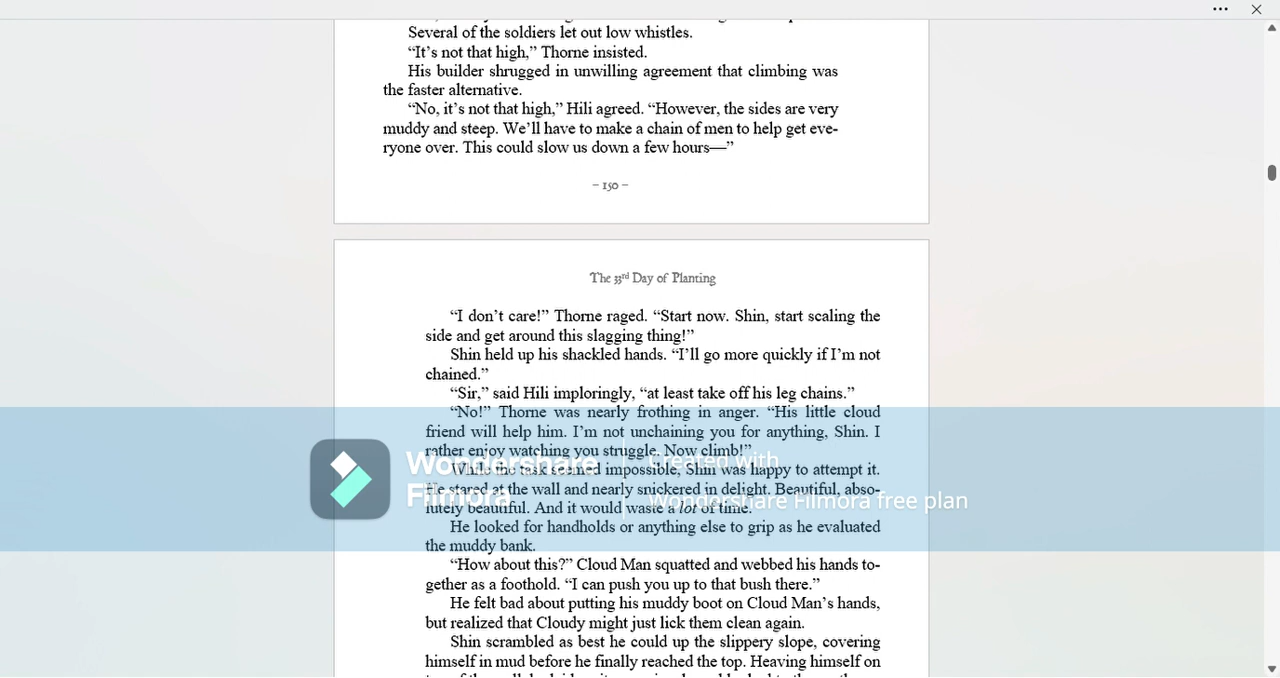 Several of the soldiers let out low whistles.
“It’s not that high,” Thorne insisted.
His builder shrugged in unwilling agreement that climbing was
the faster alternative.
“No, it’s not that high,” Hili agreed. “However, the sides are very
muddy and steep. We’ll have to make a chain of men to help get eve-
ryone over. This could slow us down a few hours—”
– 150 –
The 33rd Day of Planting
“I don’t care!” Thorne raged. “Start now. Shin, start scaling the
side and get around this slagging thing!”
Shin held up his shackled hands. “I’ll go more quickly if I’m not
chained.”
“Sir,” said Hili imploringly, “at least take off his leg chains.”
“No!” Thorne was nearly frothing in anger. “His little cloud
friend will help him. I’m not unchaining you for anything, Shin. I
rather enjoy watching you struggle. Now climb!”
While the task seemed impossible, Shin was happy to attempt it.
He stared at the wall and nearly snickered in delight. Beautiful, abso-
lutely beautiful. And it would waste a lot of time.
Wondershare
Filmora
Created with
Wondershare Filmora free plan
He looked for handholds or anything else to grip as he evaluated
the muddy bank.
“How about this?” Cloud Man squatted and webbed his hands to-
gether as a foothold. “I can push you up to that bush there.”
He felt bad about putting his muddy boot on Cloud Man’s hands,
but realized that Cloudy might just lick them clean again.
Shin scrambled as best he could up the slippery slope, covering
himself in mud before he finally reached the top. Heaving himself on